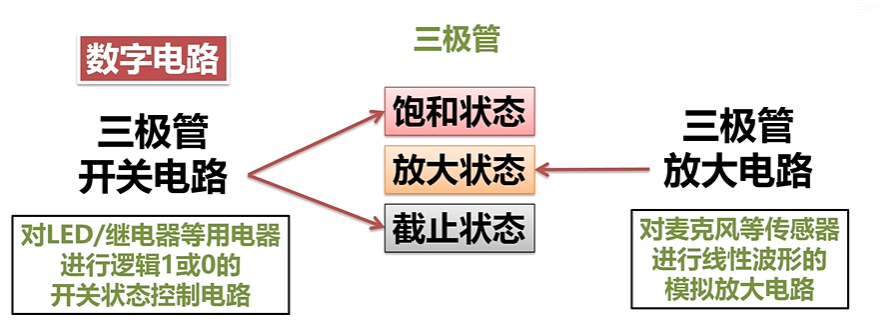 三极管
数字电路
三极管
开关电路
对LED/继电器等用电器
进行逻辑1或0的
开关状态控制电路
饱和状态
放大状态
截止状态
三极管
放大电路
对麦克风等传感器
进行线性波形的
模拟放大电路